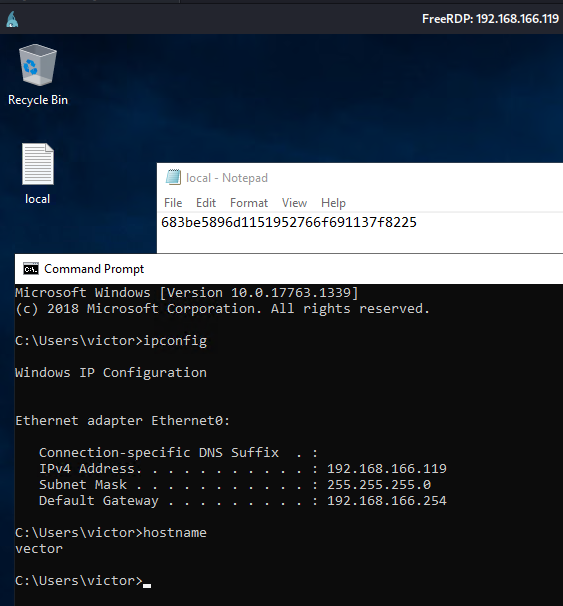 FreeRDP: 192.168.166.119
Recycle Bin
local
local - Notepad
File Edit Format View Help
683be5896d1151952766f691137f8225
Command Prompt
Microsoft Windows [Version 10.0.17763.1339]
(c) 2018 Microsoft Corporation. All rights reserved.
C:\Users\victor>ipconfig
Windows IP Configuration
Ethernet adapter Ethernet0:
Connection-specific DNS Suffix . :
IPv4 Address. . . . . . . . . . . : 192.168.166.119
Subnet Mask . . . . . . . . . . . : 255.255.255.0
Default Gateway . . . . . . . . . : 192.168.166.254
C:\Users\victor>hostname
vector
C:\Users\victor>